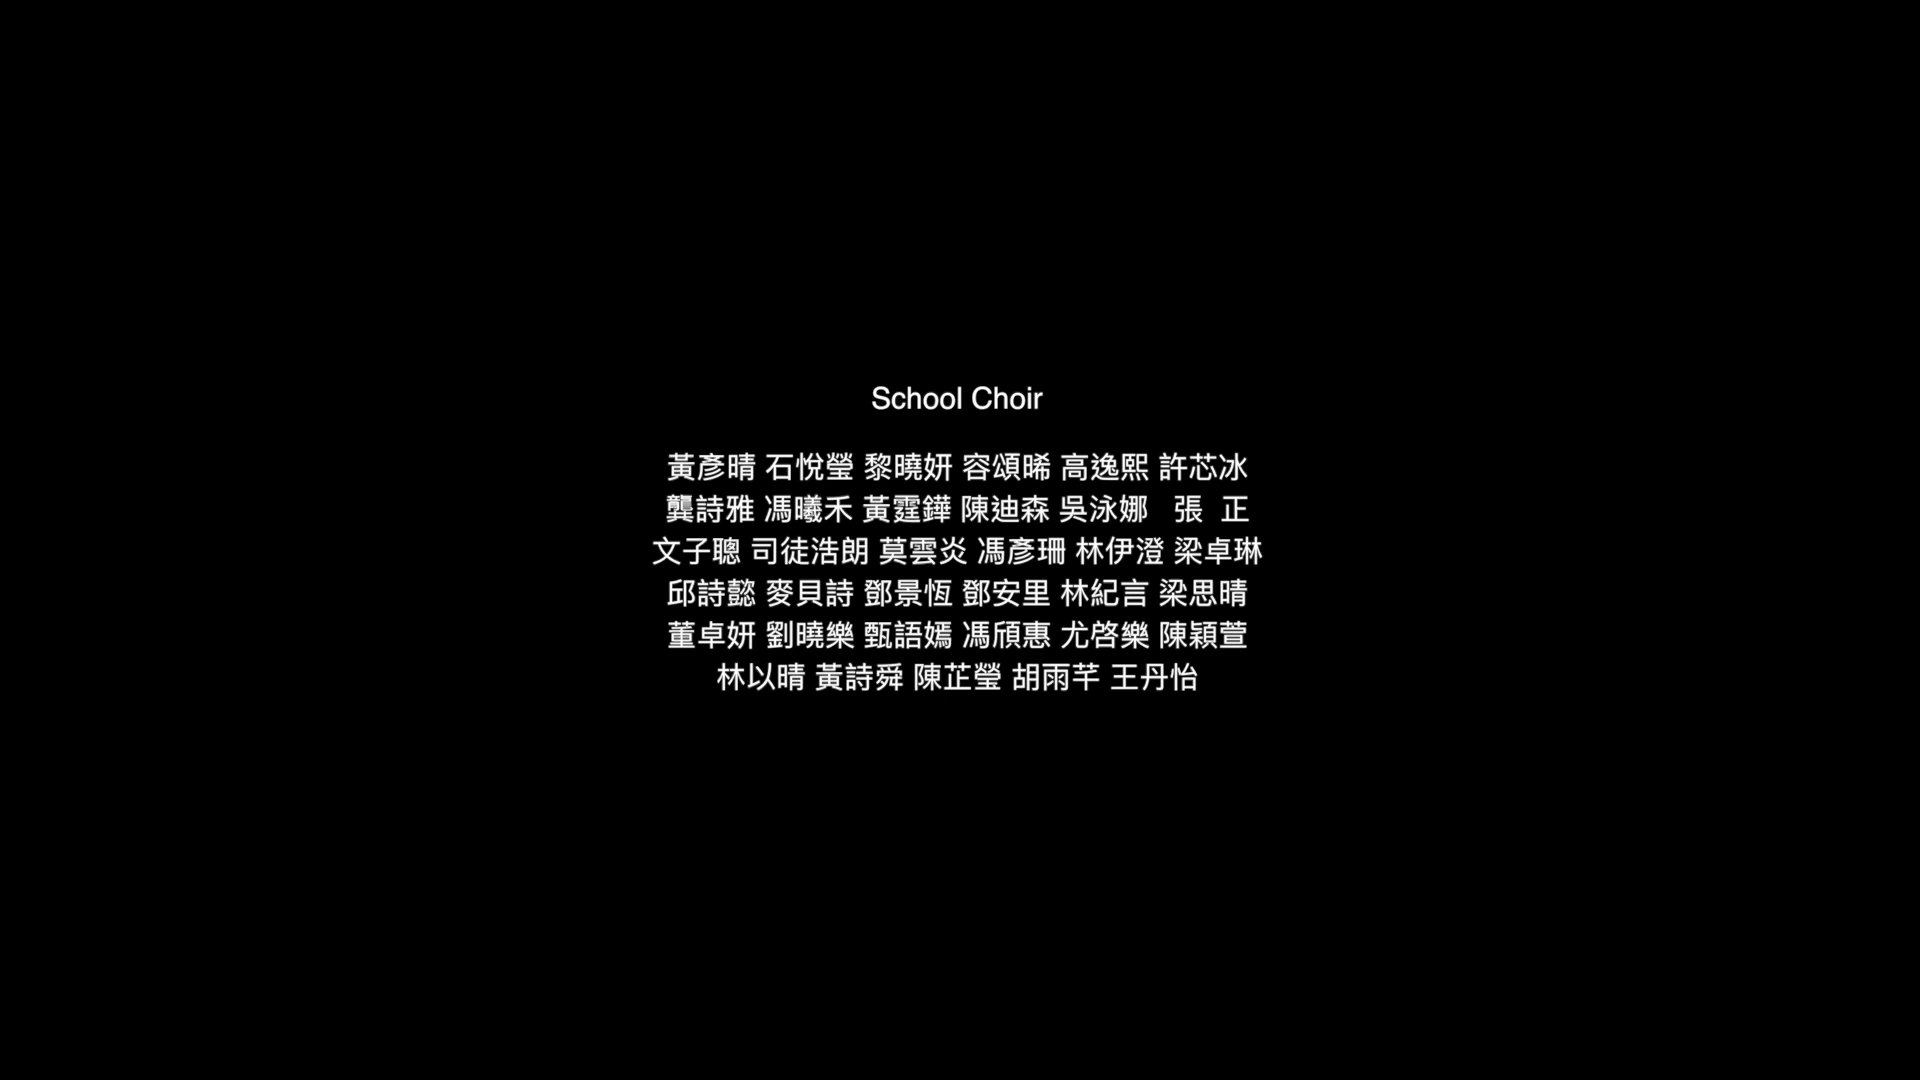 School Choir
黃彥晴 石悅瑩 黎曉妍 容頌晞 高逸熙 許芯冰
龔詩雅 馮曦禾 黃霆鏵 陳迪森 吳泳娜 張 正
文子聰 司徒浩朗 莫雲炎 馮彥珊 林伊澄 梁卓琳
邱詩懿 麥貝詩 鄧景恆 鄧安里 林紀言 梁思晴
董卓妍 劉曉樂 甄語嫣 馮頎惠 尤啓樂 陳穎萱
林以晴 黃詩舜 陳芷瑩 胡雨芊 王丹怡